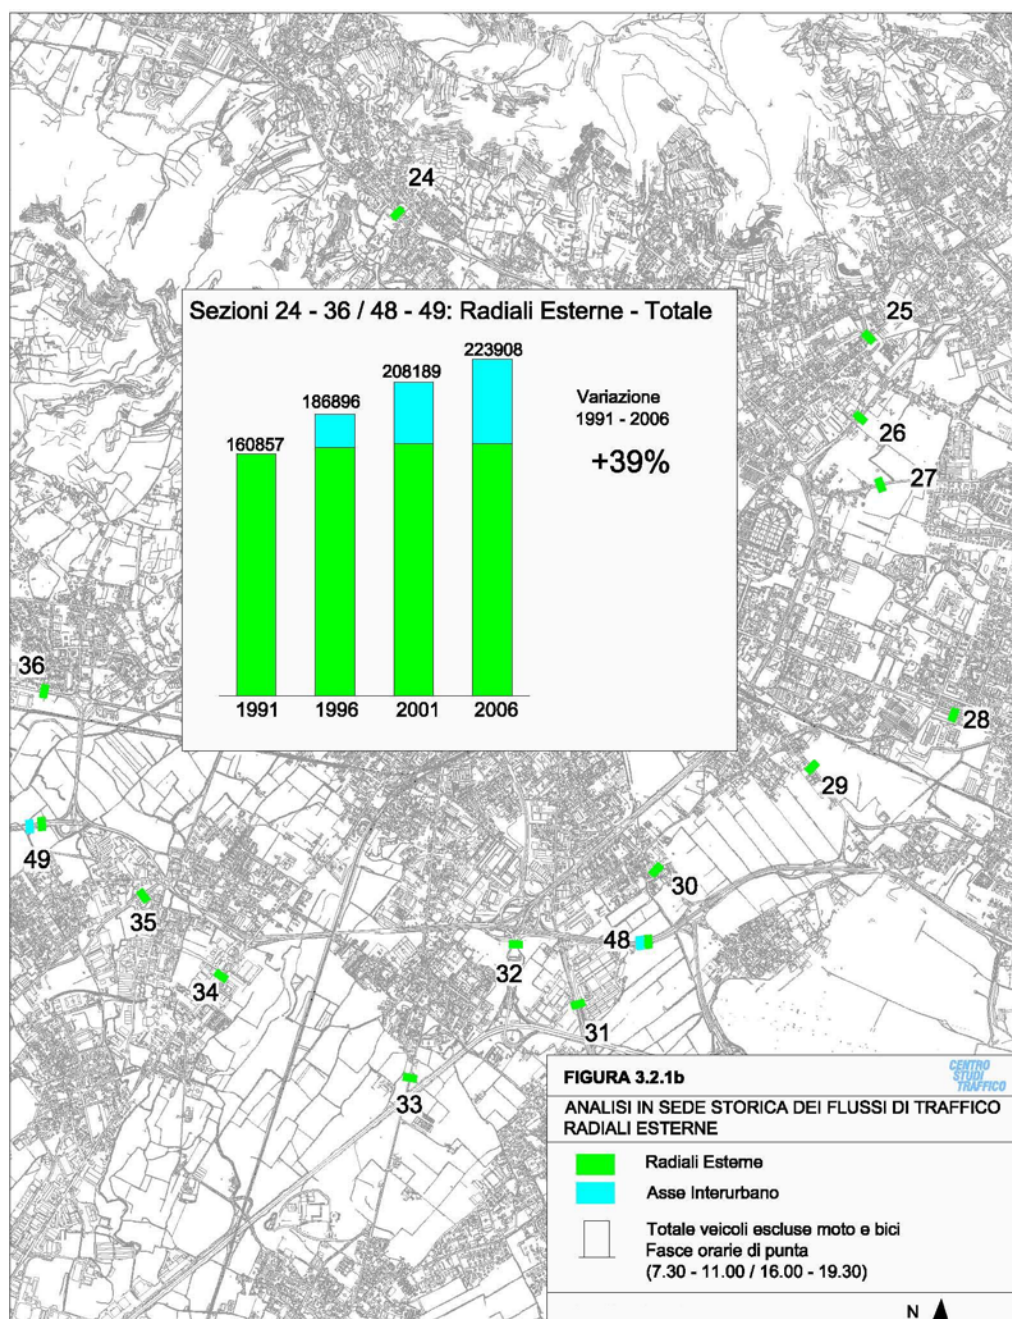 24
Sezioni 24 - 36 / 48 - 49: Radiali Esterne - Totale
223908
208189
186896
160857
Variazione
1991 - 2006
+39%
1991
1996
2001
2006
25
26
27
36
28
29
49
30
35
48
32
34
31
33
FIGURA 3.2.1b
CENTRO
STUDI
TRAFFICO
ANALISI IN SEDE STORICA DEI FLUSSI DI TRAFFICO
RADIALI ESTERNE
Radiali Esterne
Asse Interurbano
Totale veicoli escluse moto e bici
Fasce orarie di punta
(7.30 - 11.00 / 16.00 - 19.30)
N